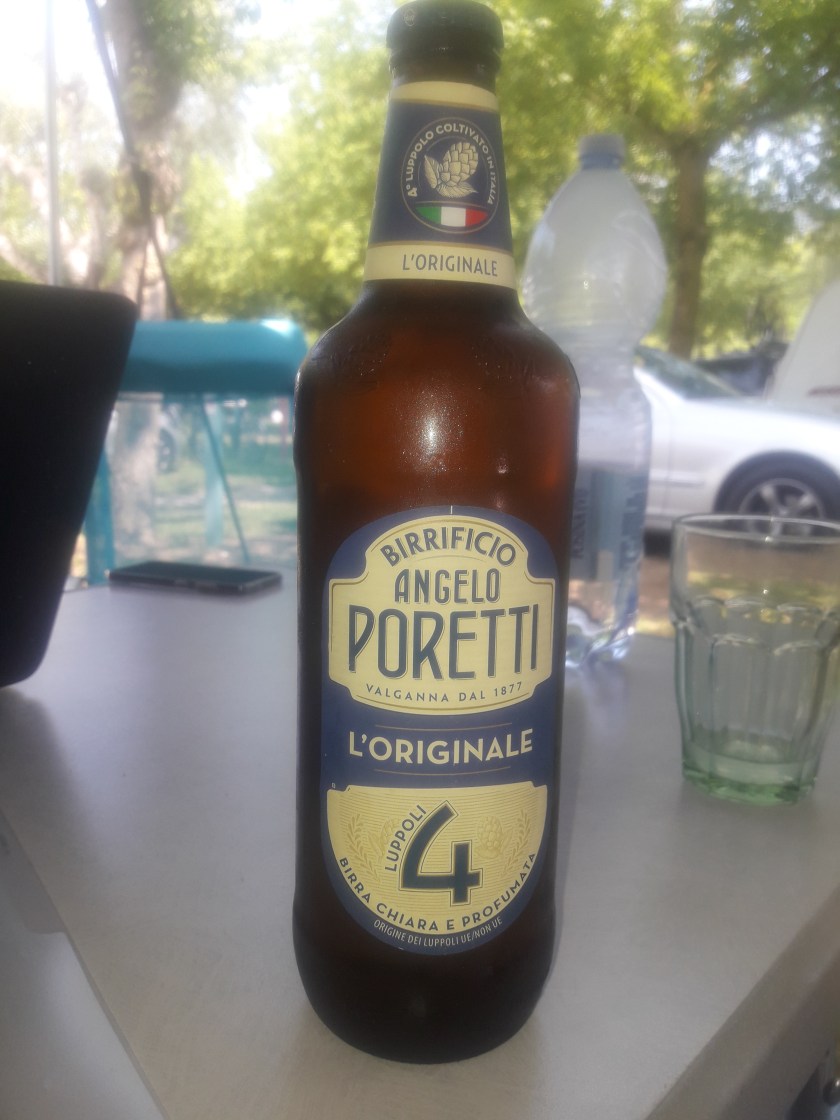 4° LUPPOLO COLTIVATO IN ITALIA
L'ORIGINALE
BIRRIFICIO
ANGELO
PORETTI
VALGANNA DAL 1877
L'ORIGINALE
LUPPOLI
4
BIRRA CHIARA E PROFUMATA
ORIGINE DEI LUPPOLI UE/NON UE